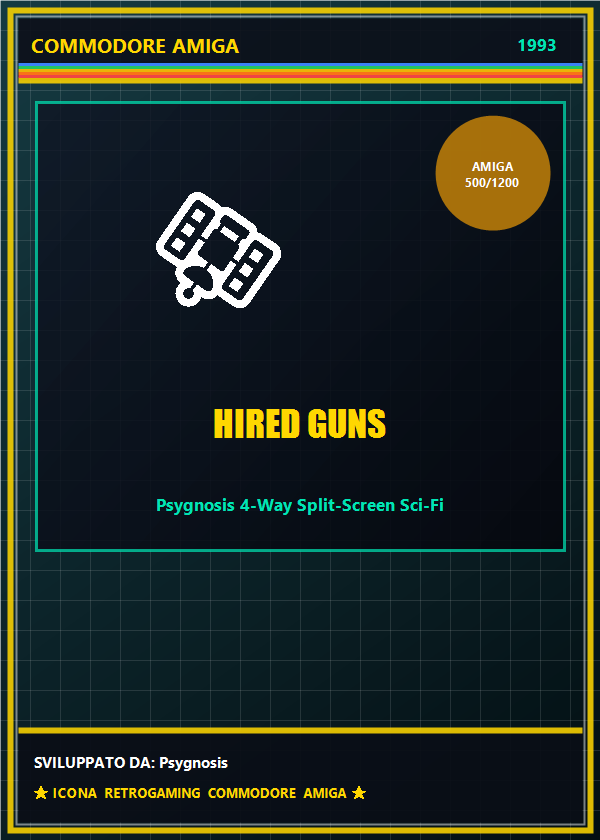 COMMODORE AMIGA
1993
AMIGA
500/1200
HIRED GUNS
Psygnosis 4-Way Split-Screen Sci-Fi
SVILUPPATO DA: Psygnosis
★ ICONA RETROGAMING COMMODORE AMIGA ★